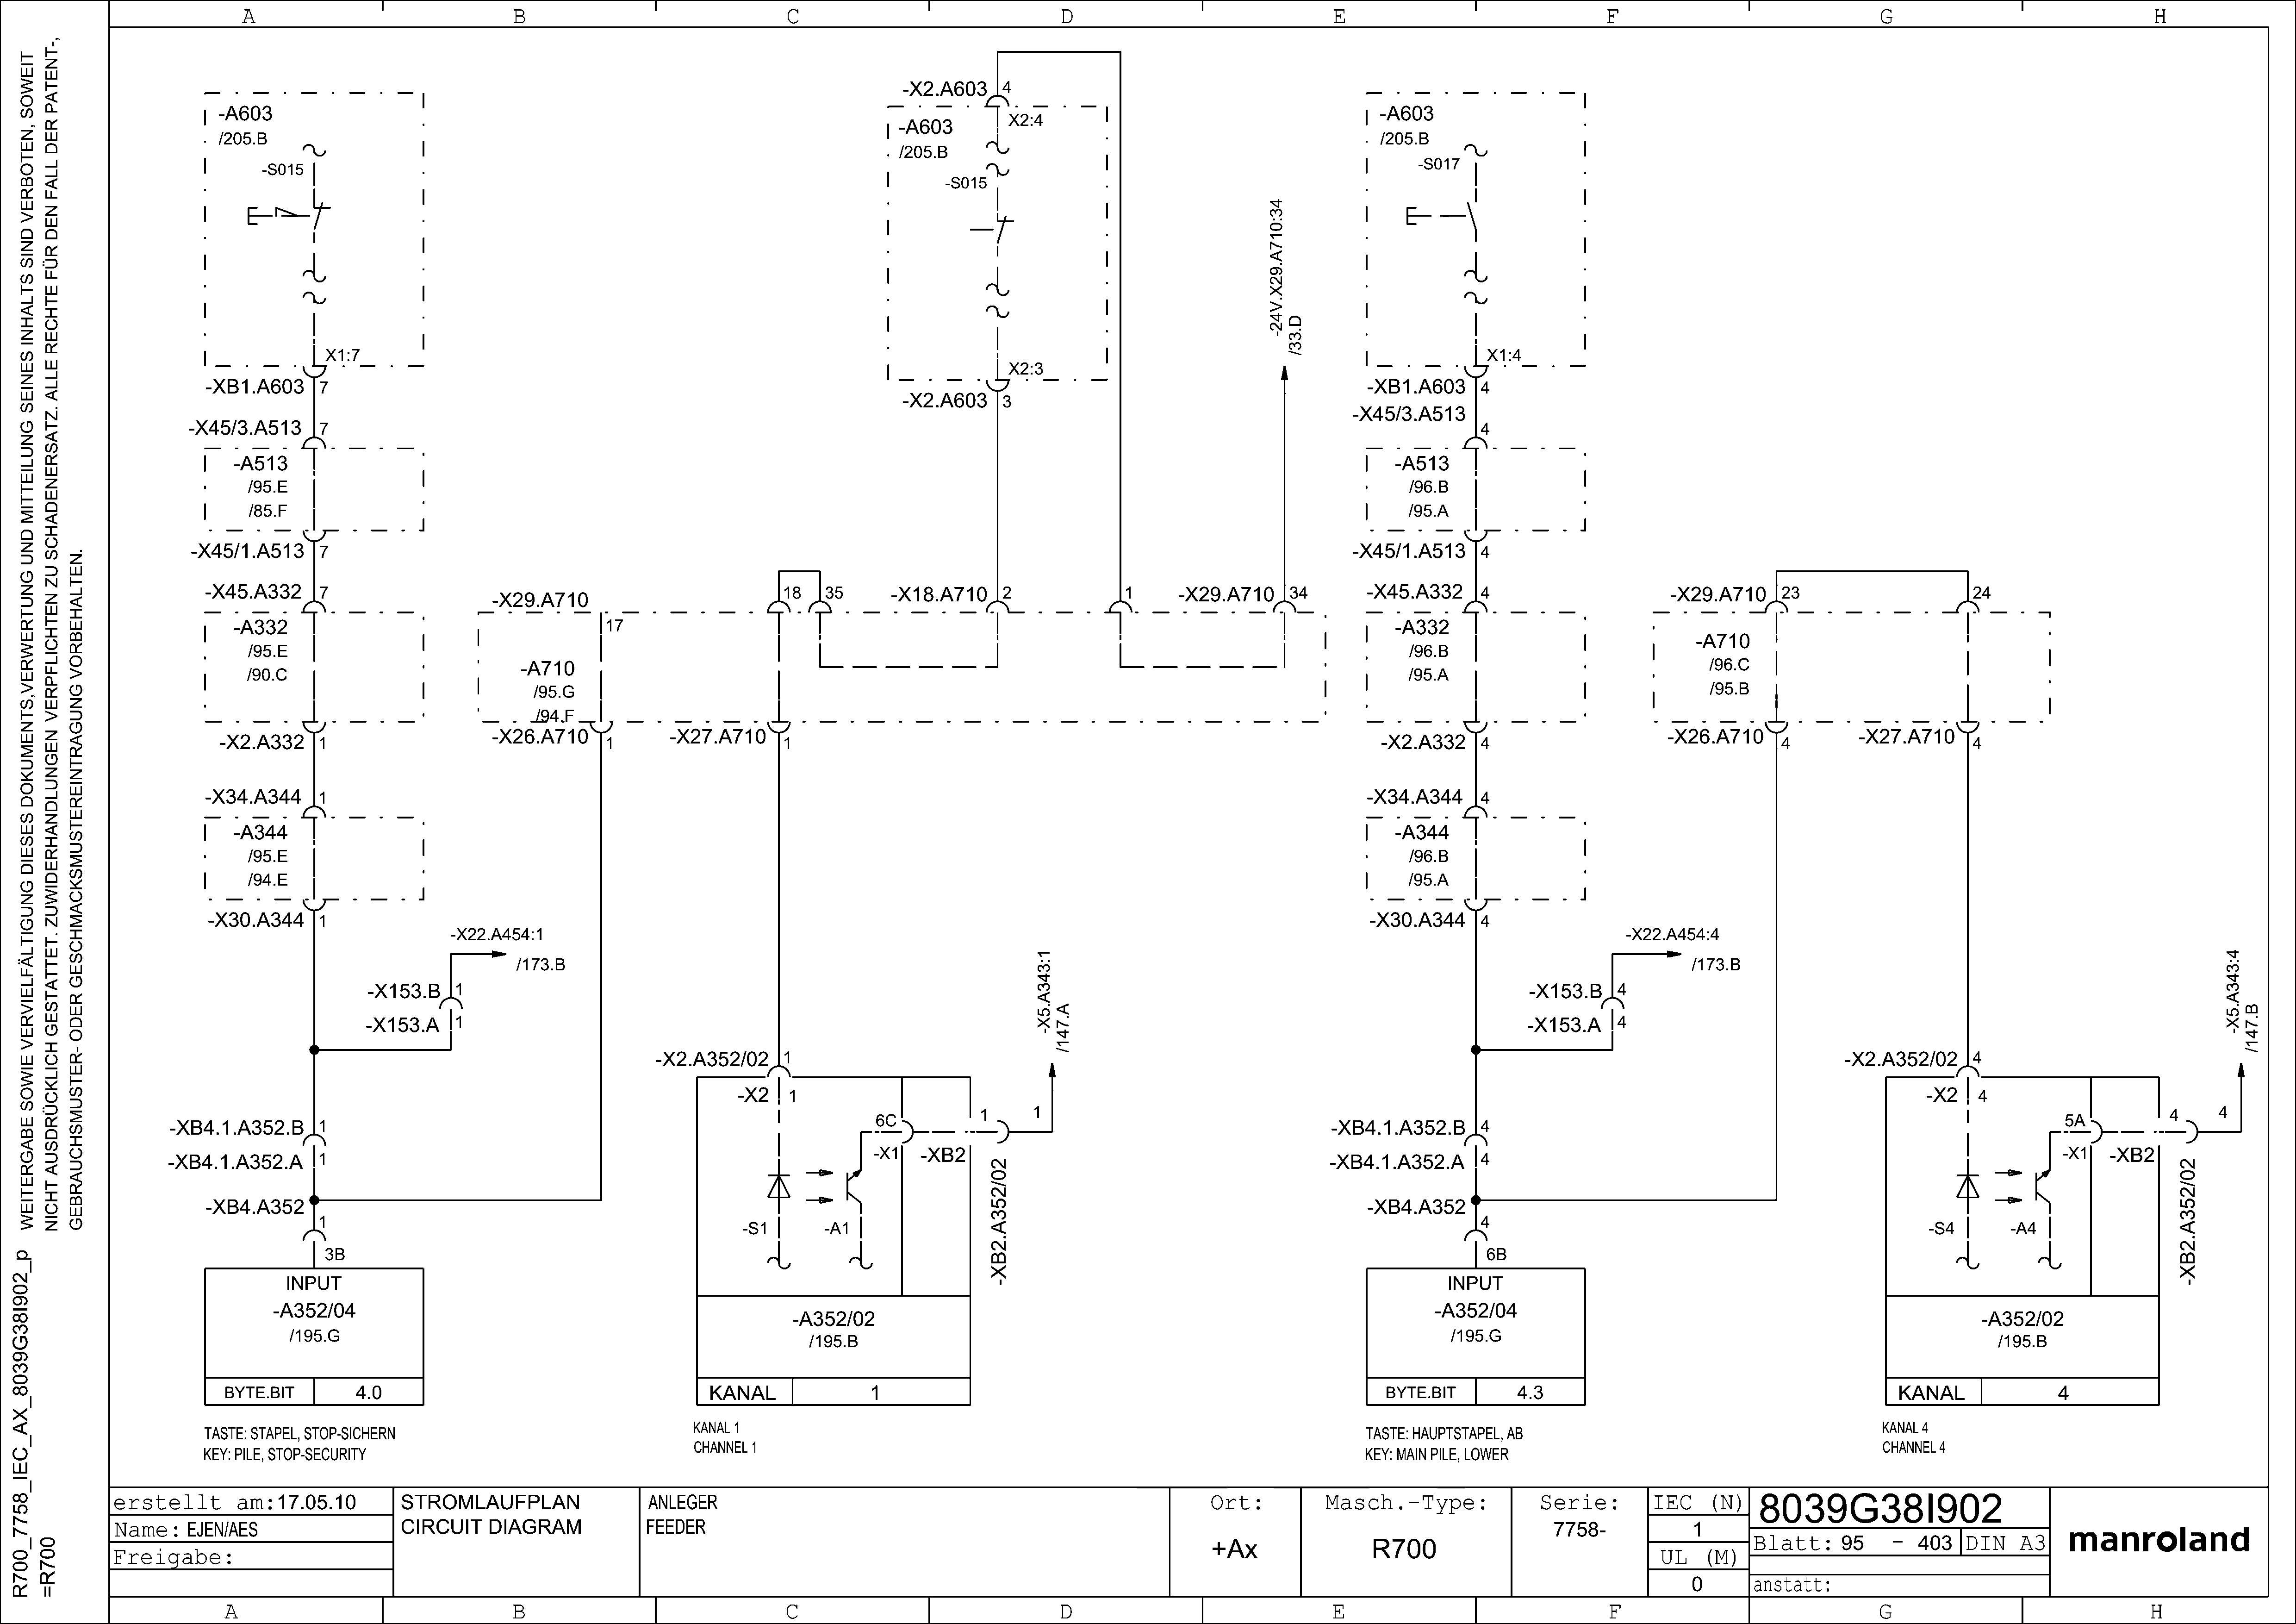 A B C D E F G H
WEITERGABE SOWIE VERVIELFÄLTIGUNG DIESES DOKUMENTS,VERWERTUNG UND MITTEILUNG SEINES INHALTS SIND VERBOTEN, SOWEIT
NICHT AUSDRÜCKLICH GESTATTET. ZUWIDERHANDLUNGEN VERPFLICHTEN ZU SCHADENERSATZ. ALLE RECHTE FÜR DEN FALL DER PATENT-,
GEBRAUCHSMUSTER- ODER GESCHMACKSMUSTEREINTRAGUNG VORBEHALTEN.
R700_7758_IEC_AX_8039G38I902_p
=R700
-A603
/205.B
-S015
X1:7
-XB1.A603 7
-X45/3.A513 7
-A513
/95.E
/85.F
-X45/1.A513 7
-X45.A332 7
-A332
/95.E
/90.C
-X2.A332 1
-X34.A344 1
-A344
/95.E
/94.E
-X30.A344 1
-X22.A454:1
/173.B
-X153.B 1
-X153.A 1
-XB4.1.A352.B 1
-XB4.1.A352.A 1
-XB4.A352
1
3B
INPUT
-A352/04
/195.G
BYTE.BIT 4.0
TASTE: STAPEL, STOP-SICHERN
KEY: PILE, STOP-SECURITY
-X29.A710
17
-A710
/95.G
/94.F
-X26.A710 1
-X27.A710 1
18 35
-X18.A710 2
1
-X29.A710 34
-X2.A603 4
X2:4
-A603
/205.B
-S015
X2:3
-X2.A603 3
-24V.X29.A710:34
/33.D
-X2.A352/02 1
-X2 1
6C
-X1
-XB2
1
1
-X5.A343:1
/147.A
-XB2.A352/02
-S1
-A1
-A352/02
/195.B
KANAL 1
KANAL 1
CHANNEL 1
-A603
/205.B
-S017
X1:4
-XB1.A603 4
-X45/3.A513
4
-A513
/96.B
/95.A
-X45/1.A513 4
-X45.A332 4
-A332
/96.B
/95.A
-X2.A332 4
-X34.A344 4
-A344
/96.B
/95.A
-X30.A344 4
-X22.A454:4
/173.B
-X153.B 4
-X153.A 4
-XB4.1.A352.B 4
-XB4.1.A352.A 4
-XB4.A352
4
6B
INPUT
-A352/04
/195.G
BYTE.BIT 4.3
TASTE: HAUPTSTAPEL, AB
KEY: MAIN PILE, LOWER
-X29.A710 23
24
-A710
/96.C
/95.B
-X26.A710 4
-X27.A710 4
-X2.A352/02 4
-X2 4
5A
-X1
-XB2
4
4
-X5.A343:4
/147.B
-XB2.A352/02
-S4
-A4
-A352/02
/195.B
KANAL 4
KANAL 4
CHANNEL 4
erstellt am:17.05.10
Name: EJEN/AES
Freigabe:
STROMLAUFPLAN
CIRCUIT DIAGRAM
ANLEGER
FEEDER
Ort:
+Ax
Masch.-Type:
R700
Serie:
7758-
IEC (N)
1
UL (M)
0
8039G38I902
Blatt: 95 - 403 DIN A3
anstatt:
manroland
A B C D E F G H